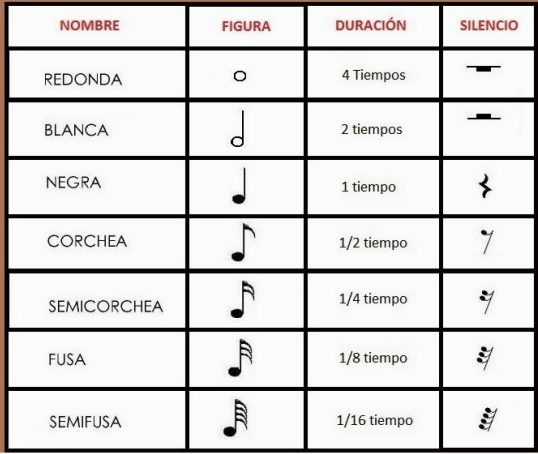 NOMBRE FIGURA DURACIÓN SILENCIO
REDONDA 4 Tiempos
BLANCA 2 tiempos
NEGRA 1 tiempo
CORCHEA 1/2 tiempo
SEMICORCHEA 1/4 tiempo
FUSA 1/8 tiempo
SEMIFUSA 1/16 tiempo